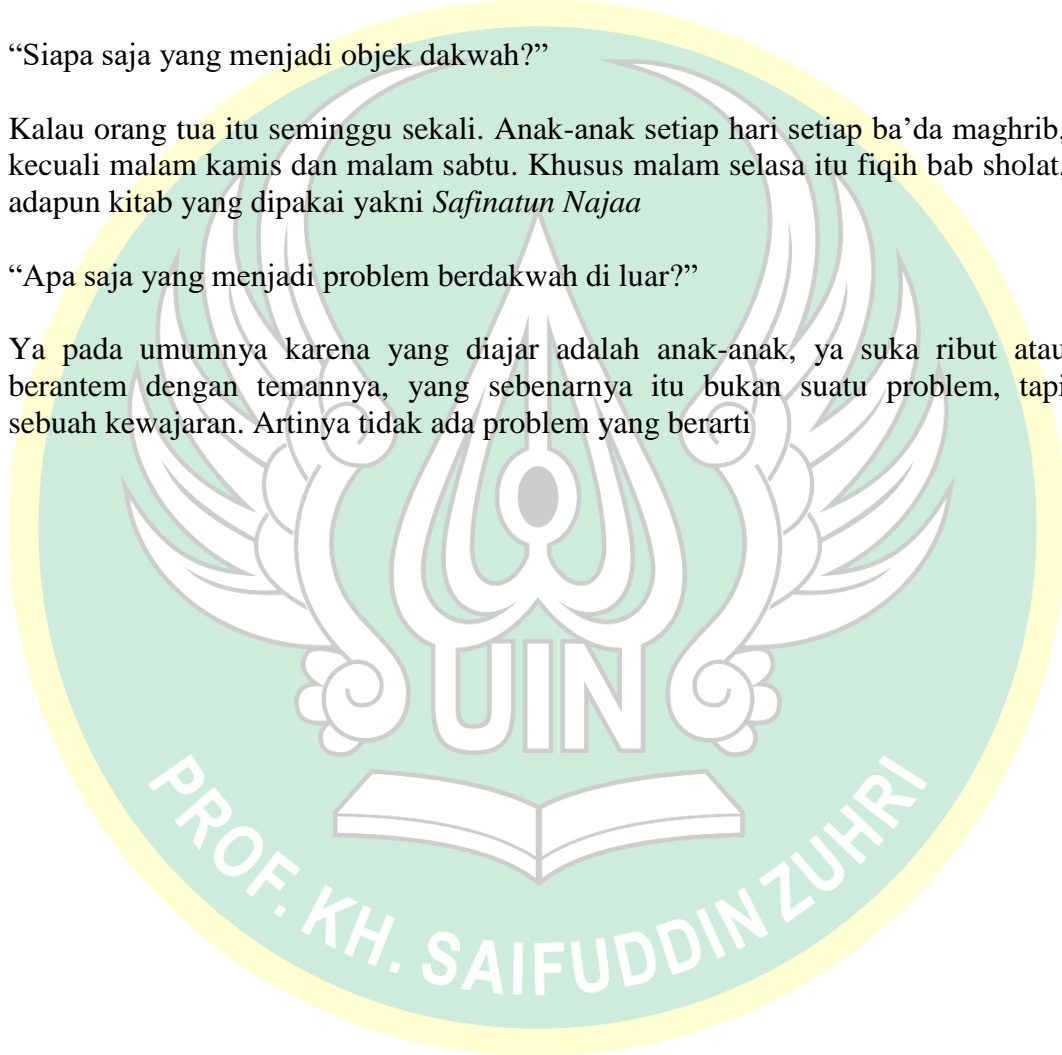 “Siapa saja yang menjadi objek dakwah?”
Kalau orang tua itu seminggu sekali. Anak-anak setiap hari setiap ba’da maghrib,
kecuali malam kamis dan malam sabtu. Khusus malam selasa itu fiqih bab sholat,
adapun kitab yang dipakai yakni Safinatun Najaa
“Apa saja yang menjadi problem berdakwah di luar?”
Ya pada umumnya karena yang diajar adalah anak-anak, ya suka ribut atau
berantem dengan temannya, yang sebenarnya itu bukan suatu problem, tapi
sebuah kewajaran. Artinya tidak ada problem yang berarti
UIN
PROF. KH. SAIFUDDIN ZUHRI